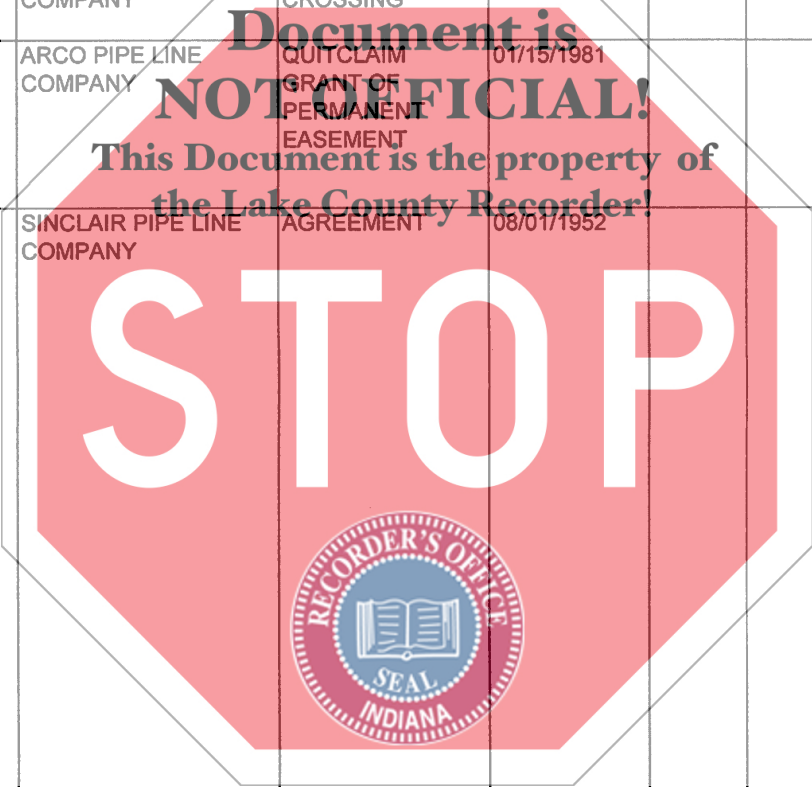 COMPANY CROSSING
Document is
ARCO PIPE LINE QUITCLAIM 01/15/1981
COMPANY GRANT OF
NOT OFFICIAL!
PERMANENT
EASEMENT
This Document is the property of
the Lake County Recorder!
SINCLAIR PIPE LINE AGREEMENT 08/01/1952
COMPANY
STOP
RECORDER'S OFFICE
SEAL
INDIANA